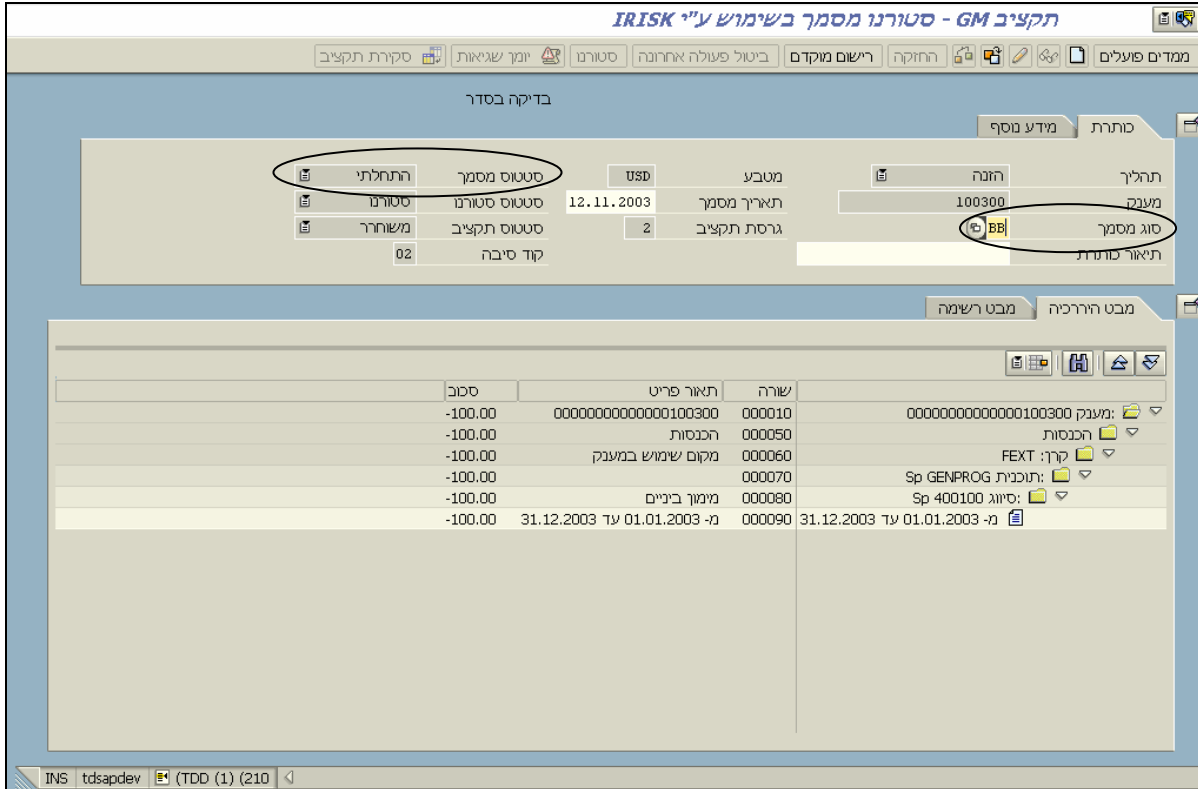 תקציב GM - סטורנו מסמך בשימוש ע"י IRISK
ממדים פועלים החזקה רישום מוקדם ביטול פעולה אחרונה סטורנו יומן שגיאות סקירת תקציב
בדיקה בסדר
כותרת מידע נוסף
תהליך הזנה מטבע USD סטטוס מסמך התחלתי
מענק 100300 תאריך מסמך 12.11.2003 סטטוס סטורנו סטורנו
סוג מסמך BB גרסת תקציב 2 סטטוס תקציב משוחרר
תיאור כותרת קוד סיבה 02
מבט היררכיה מבט רשימה
שורה תאור פריט סכוב
מענק: 00000000000000100300 000010 00000000000000100300 -100.00
הכנסות 000050 הכנסות -100.00
קרן: FEXT 000060 מקום שימוש במענק -100.00
תוכנית: Sp GENPROG 000070 -100.00
סיווג: Sp 400100 000080 מימון ביניים -100.00
מ- 01.01.2003 עד 31.12.2003 000090 מ- 01.01.2003 עד 31.12.2003 -100.00
INS tdsapdev (TDD (1) (210